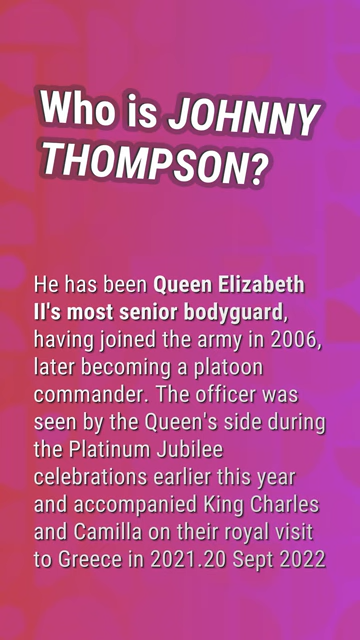 Who is JOHNNY
THOMPSON?
He has been Queen Elizabeth
II's most senior bodyguard,
having joined the army in 2006,
later becoming a platoon
commander. The officer was
seen by the Queen's side during
the Platinum Jubilee
celebrations earlier this year
and accompanied King Charles
and Camilla on their royal visit
to Greece in 2021.20 Sept 2022